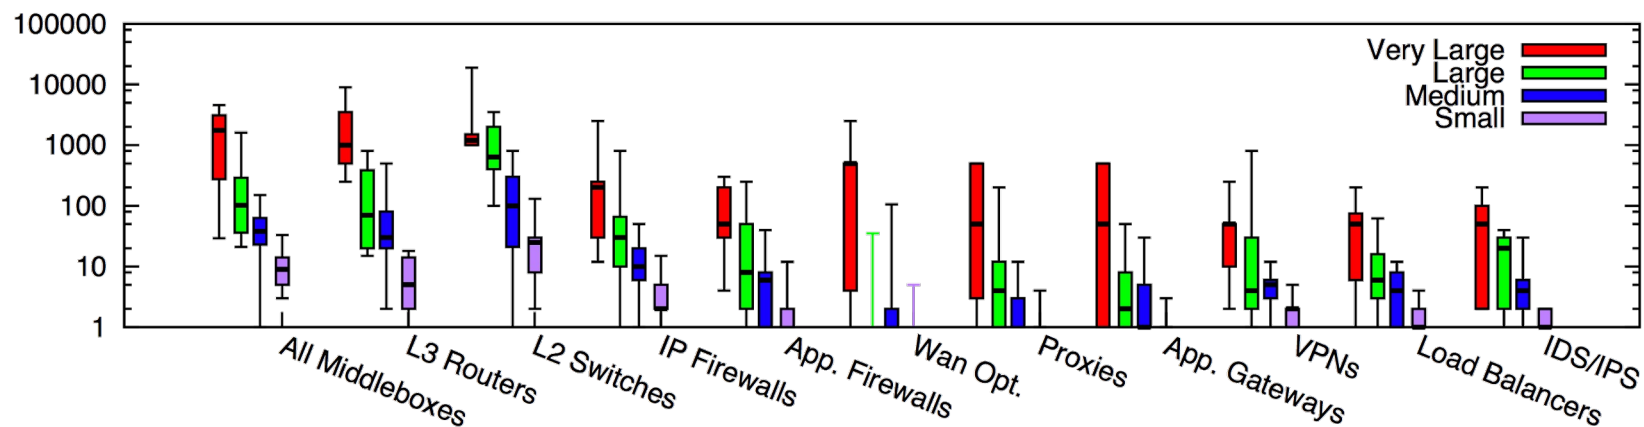 100000
10000
1000
100
10
1
Very Large
Large
Medium
Small
All Middleboxes
L3 Routers
L2 Switches
IP Firewalls
App. Firewalls
Wan Opt.
Proxies
App. Gateways
VPNs
Load Balancers
IDS/IPS